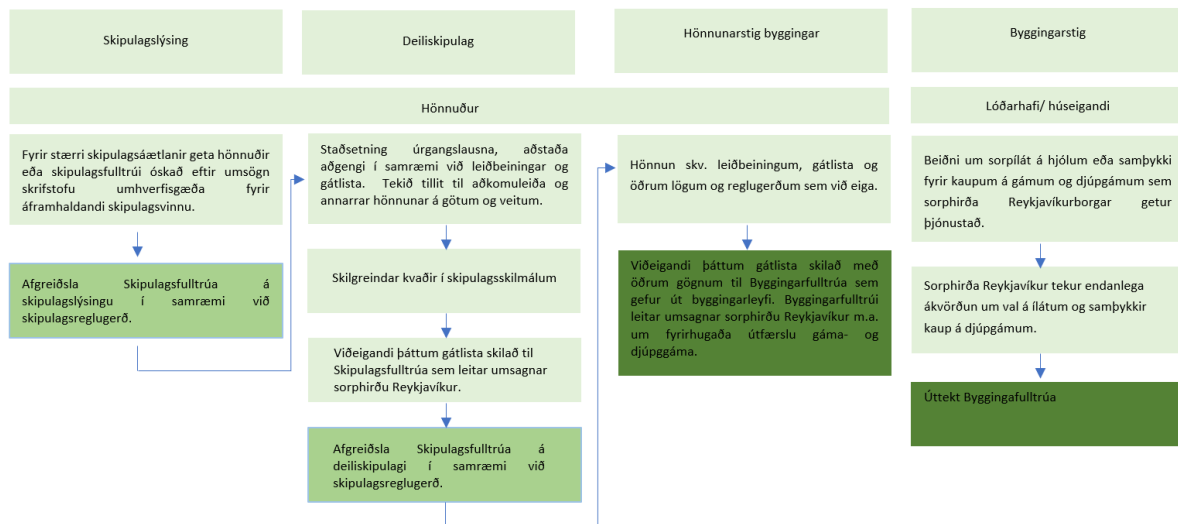 Skipulagslýsing
Deiliskipulag
Hönnunarstig byggingar
Byggingarstig
Hönnuður
Lóðarhafi/ húseigandi
Fyrir stærri skipulagsáætlanir geta hönnuðir
eða skipulagsfulltrúi óskað eftir umsögn
skrifstofu umhverfisgæða fyrir
áframhaldandi skipulagsvinnu.
Afgreiðsla Skipulagsfulltrúa á
skipulagslýsingu í samræmi við
skipulagsreglugerð.
Staðsetning úrgangslausna, aðstaða
aðgengi í samræmi við leiðbeiningar og
gátlista. Tekið tillit til aðkomuleiða og
annarrar hönnunar á götum og veitum.
Skilgreindar kvaðir í skipulagsskilmálum
Viðeigandi þáttum gátlista skilað til
Skipulagsfulltrúa sem leitar umsagnar
sorphirðu Reykjavíkur.
Afgreiðsla Skipulagsfulltrúa á
deiliskipulagi í samræmi við
skipulagsreglugerð.
Hönnun skv. leiðbeiningum, gátlista og
öðrum lögum og reglugerðum sem við eiga.
Viðeigandi þáttum gátlista skilað með
öðrum gögnum til Byggingarfulltrúa sem
gefur út byggingarleyfi. Byggingarfulltrúi
leitar umsagnar sorphirðu Reykjavíkur m.a.
um fyrirhugaða útfærslu gáma- og
djúpggáma.
Beiðni um sorpílát á hjólum eða samþykki
fyrir kaupum á gámum og djúpgámum sem
sorphirða Reykjavíkurborgar getur
þjónustað.
Sorphirða Reykjavíkur tekur endanlega
ákvörðun um val á ílátum og samþykkir
kaup á djúpgámum.
Úttekt Byggingafulltrúa